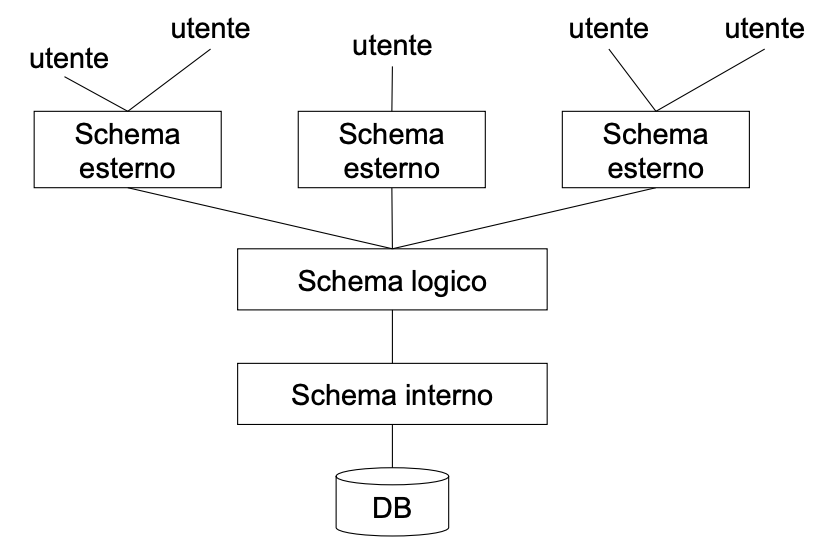 utente
utente
utente
utente
utente
Schema
esterno
Schema
esterno
Schema
esterno
Schema logico
Schema interno
DB